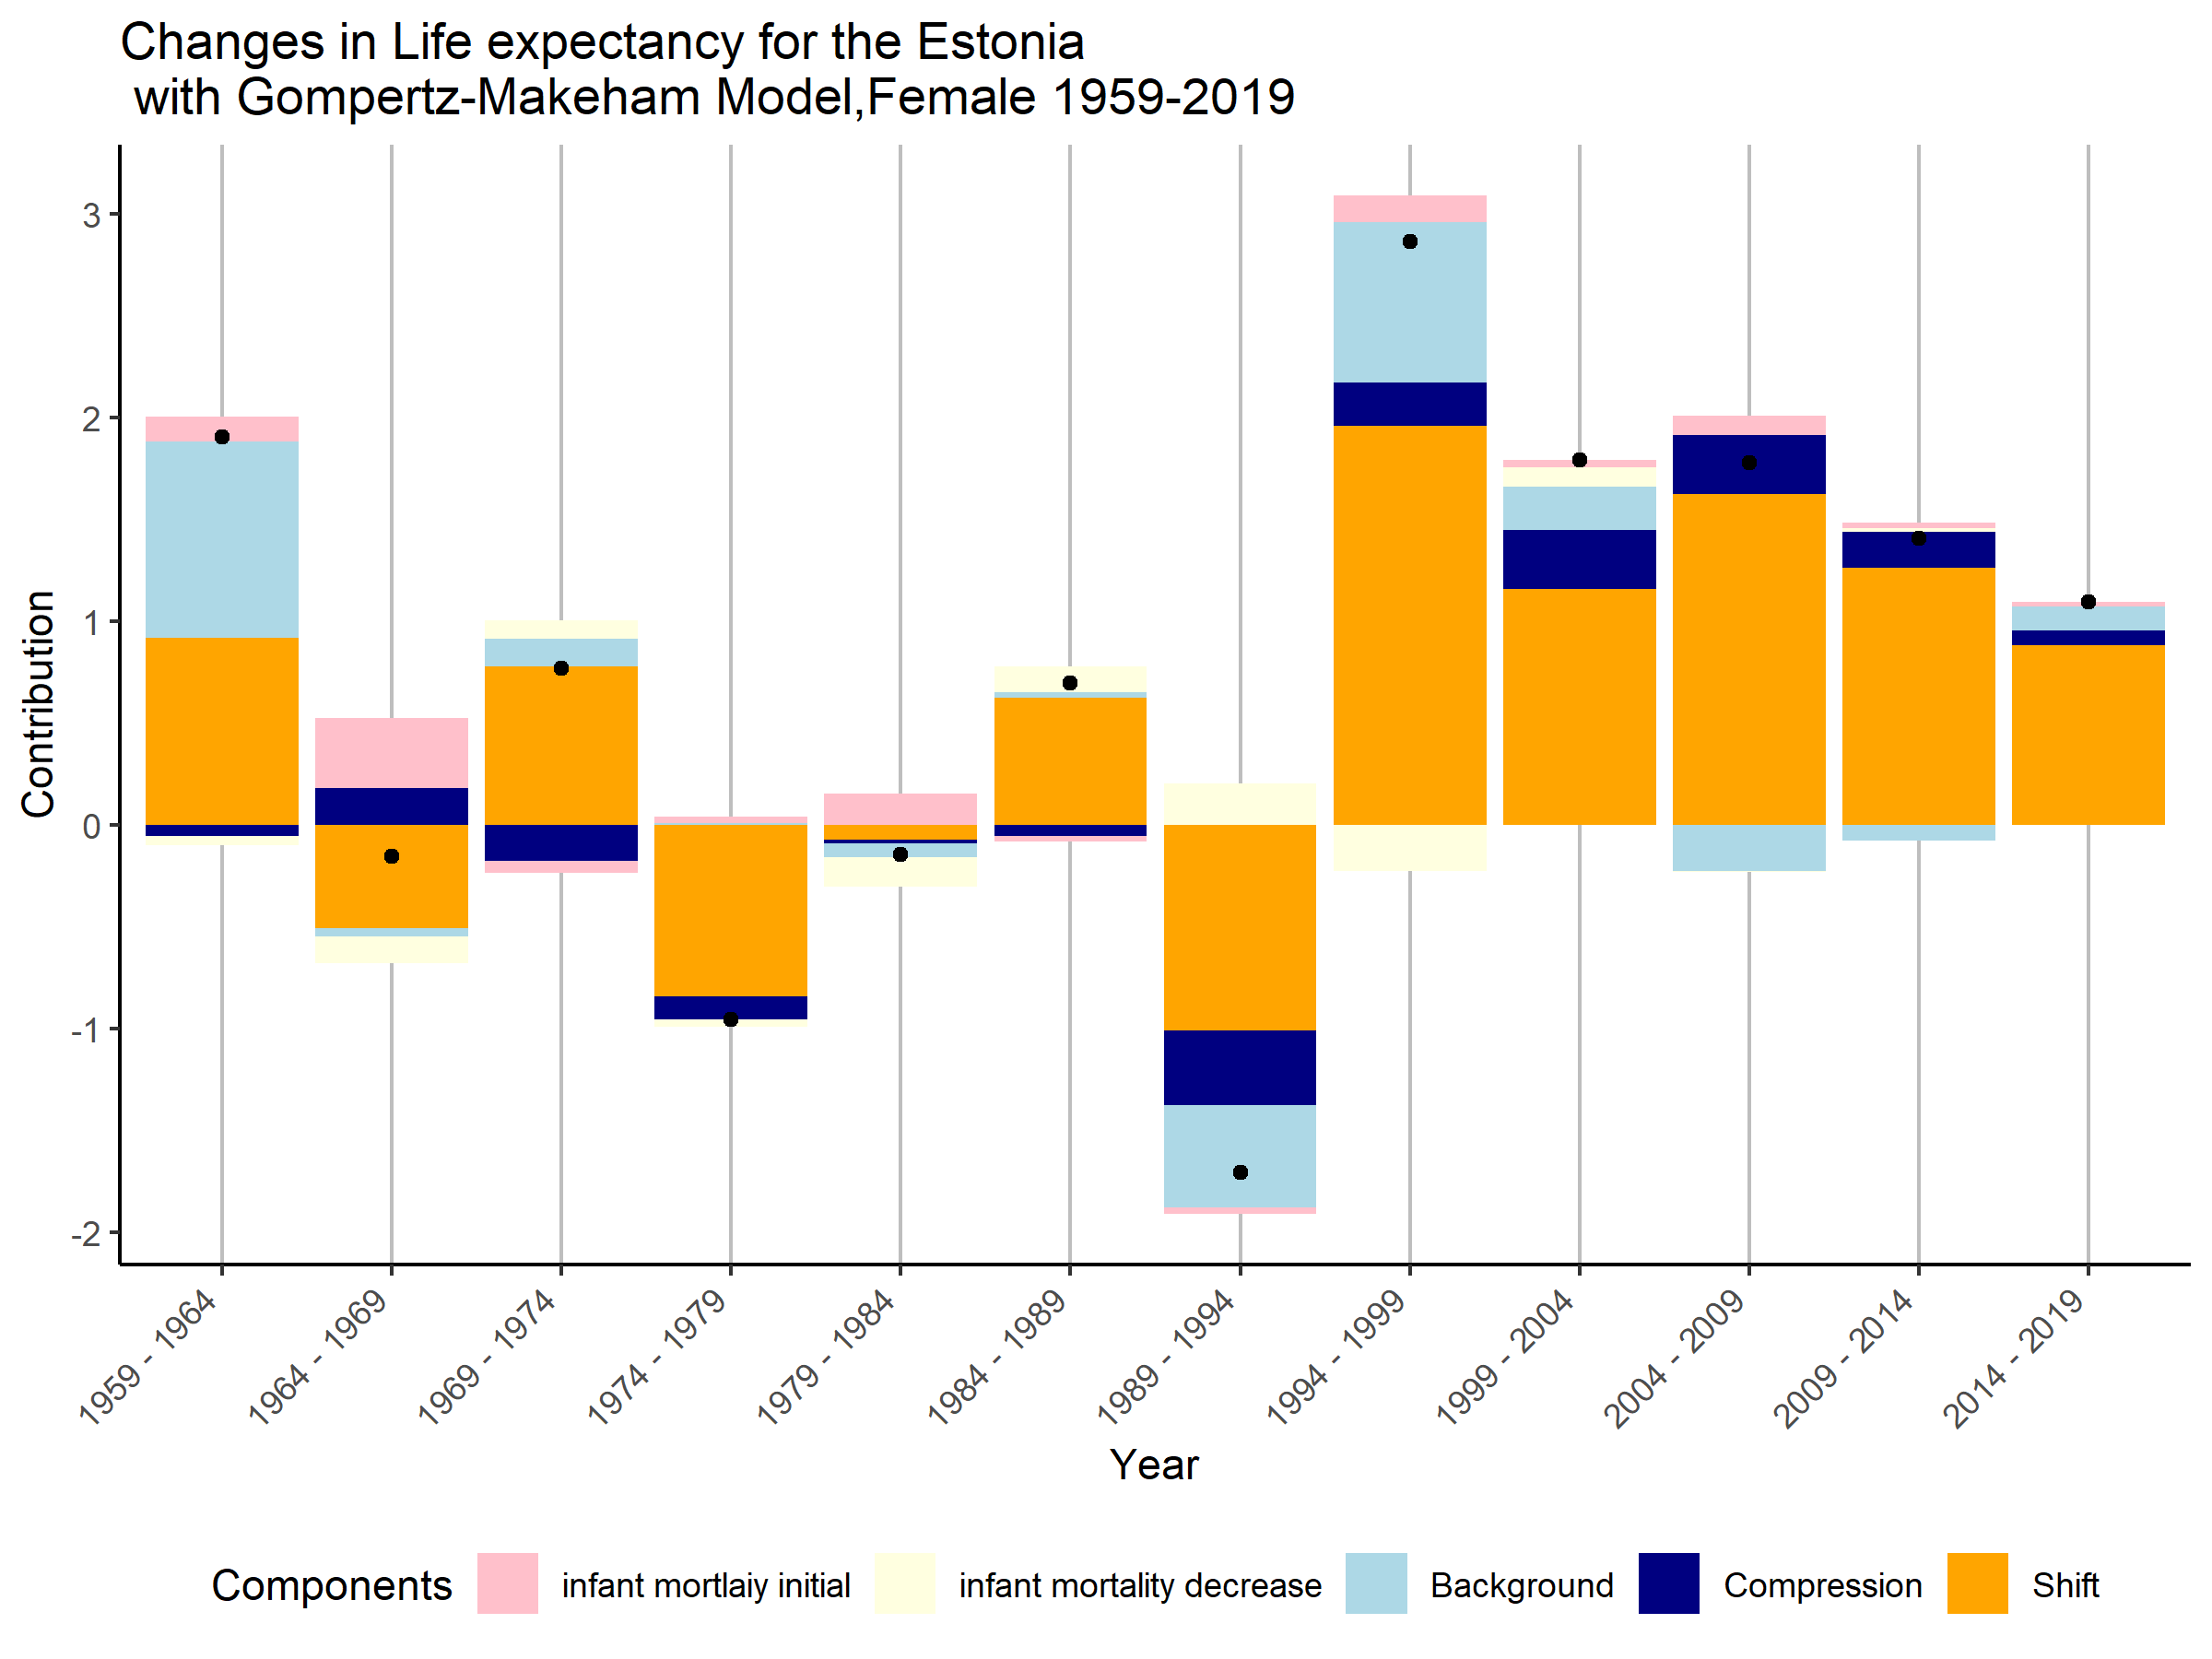 Changes in Life expectancy for the Estonia
with Gompertz-Makeham Model,Female 1959-2019
Contribution
3
2
1
0
-1
-2
1959 - 1964
1964 - 1969
1969 - 1974
1974 - 1979
1979 - 1984
1984 - 1989
1989 - 1994
1994 - 1999
1999 - 2004
2004 - 2009
2009 - 2014
2014 - 2019
Year
Components
infant mortlaiy initial
infant mortality decrease
Background
Compression
Shift